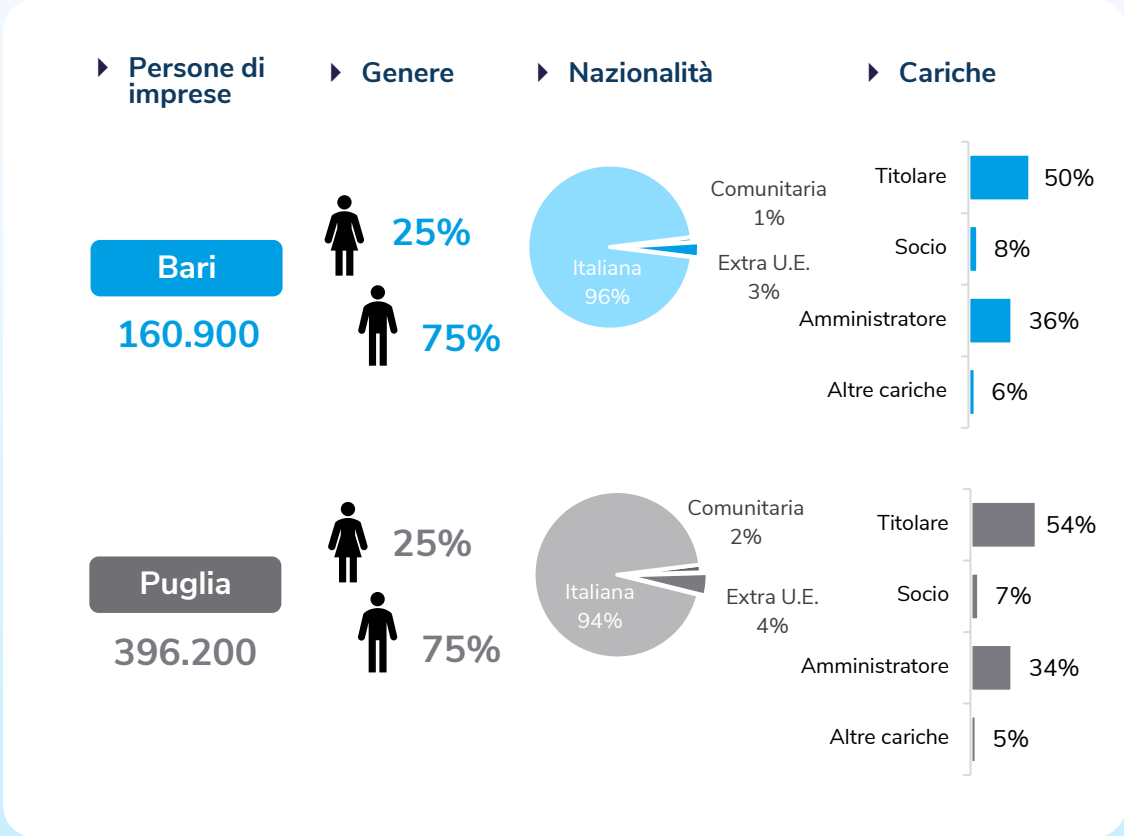 Persone di
imprese
Genere
Nazionalità
Cariche
Bari
160.900
25%
75%
Italiana
96%
Comunitaria
1%
Extra U.E.
3%
Titolare
50%
Socio
8%
Amministratore
36%
Altre cariche
6%
Puglia
396.200
25%
75%
Italiana
94%
Comunitaria
2%
Extra U.E.
4%
Titolare
54%
Socio
7%
Amministratore
34%
Altre cariche
5%